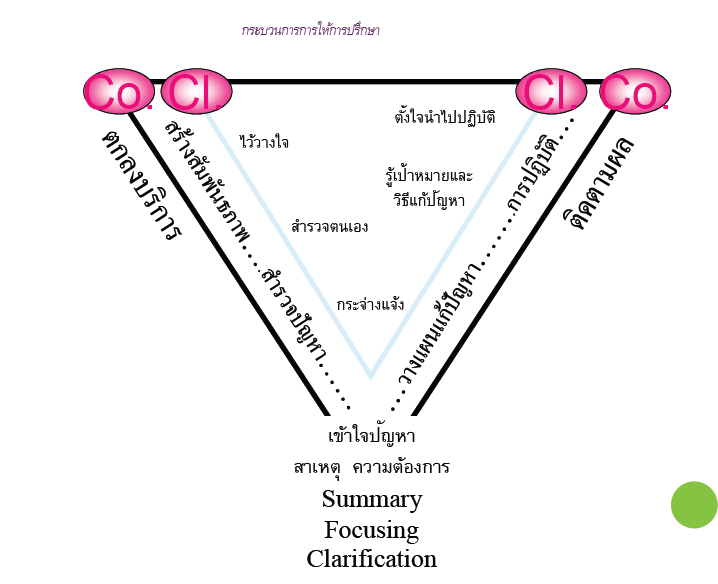 กระบวนการการให้การปรึกษา
Co. Cl. Cl. Co.
ตกลงบริการ
สร้างสัมพันธภาพ.....สำรวจปัญหา......
ไว้วางใจ
สำรวจตนเอง
กระจ่างแจ้ง
ตั้งใจนำไปปฎิบัติ
รู้เป้าหมายและ
วิธีแก้ปัญหา
...วางแผนแก้ปัญหา.......การปฏิบัติ...
ติดตามผล
เข้าใจปัญหา
สาเหตุ ความต้องการ
Summary
Focusing
Clarification